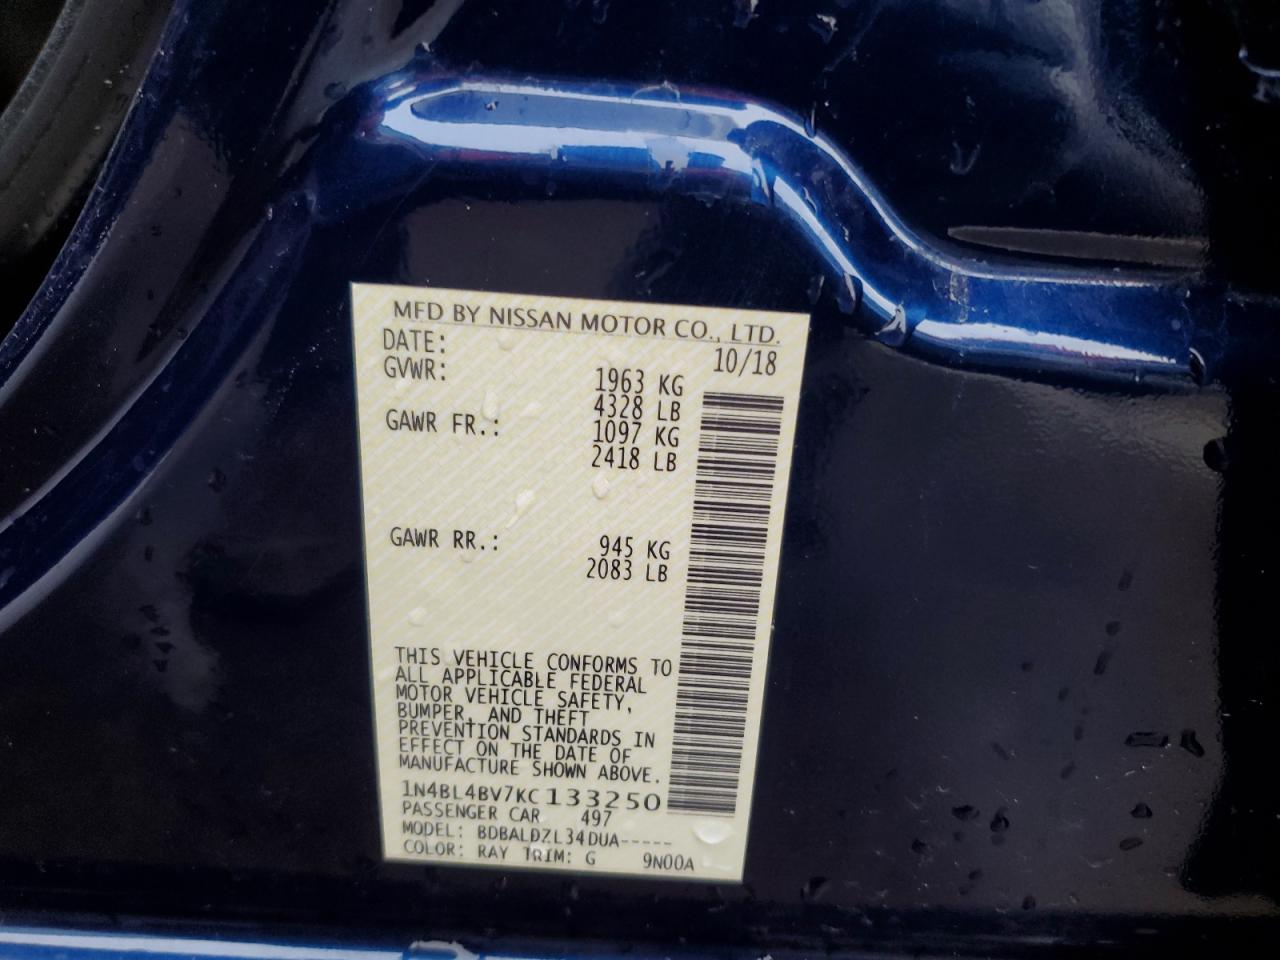 MFD BY NISSAN MOTOR CO., LTD.
DATE: 10/18
GVWR: 1963 KG
4328 LB
GAWR FR.: 1097 KG
2418 LB
GAWR RR.: 945 KG
2083 LB
THIS VEHICLE CONFORMS TO
ALL APPLICABLE FEDERAL
MOTOR VEHICLE SAFETY,
BUMPER, AND THEFT
PREVENTION STANDARDS IN
EFFECT ON THE DATE OF
MANUFACTURE SHOWN ABOVE.
1N4BL4BV7KC133250
PASSENGER CAR 497
MODEL: BDBALDZL34DUA-----
COLOR: RAY TRIM: G 9N00A